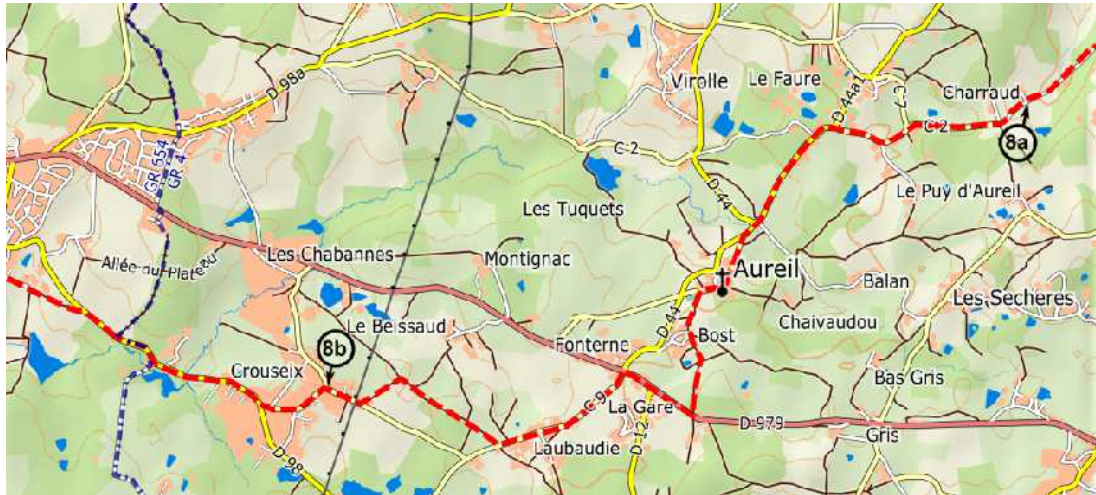 D 98a
Virolle
Le Faure
D 44a1
C 2
Charraud
8a
GR 654
GR 4
C 2
C 2
Le Puy d'Aureil
D 44
Les Tuquets
Allée du Plateau
Les Chabannes
Montignac
Aureil
Balan
Les Secheres
Chaivaudou
Le Beissaud
D 44
Bost
Fonterne
8b
Crouseix
Bas Gris
C 9
La Gare
D 979
Gris
D 12
Laubaudie
D 98